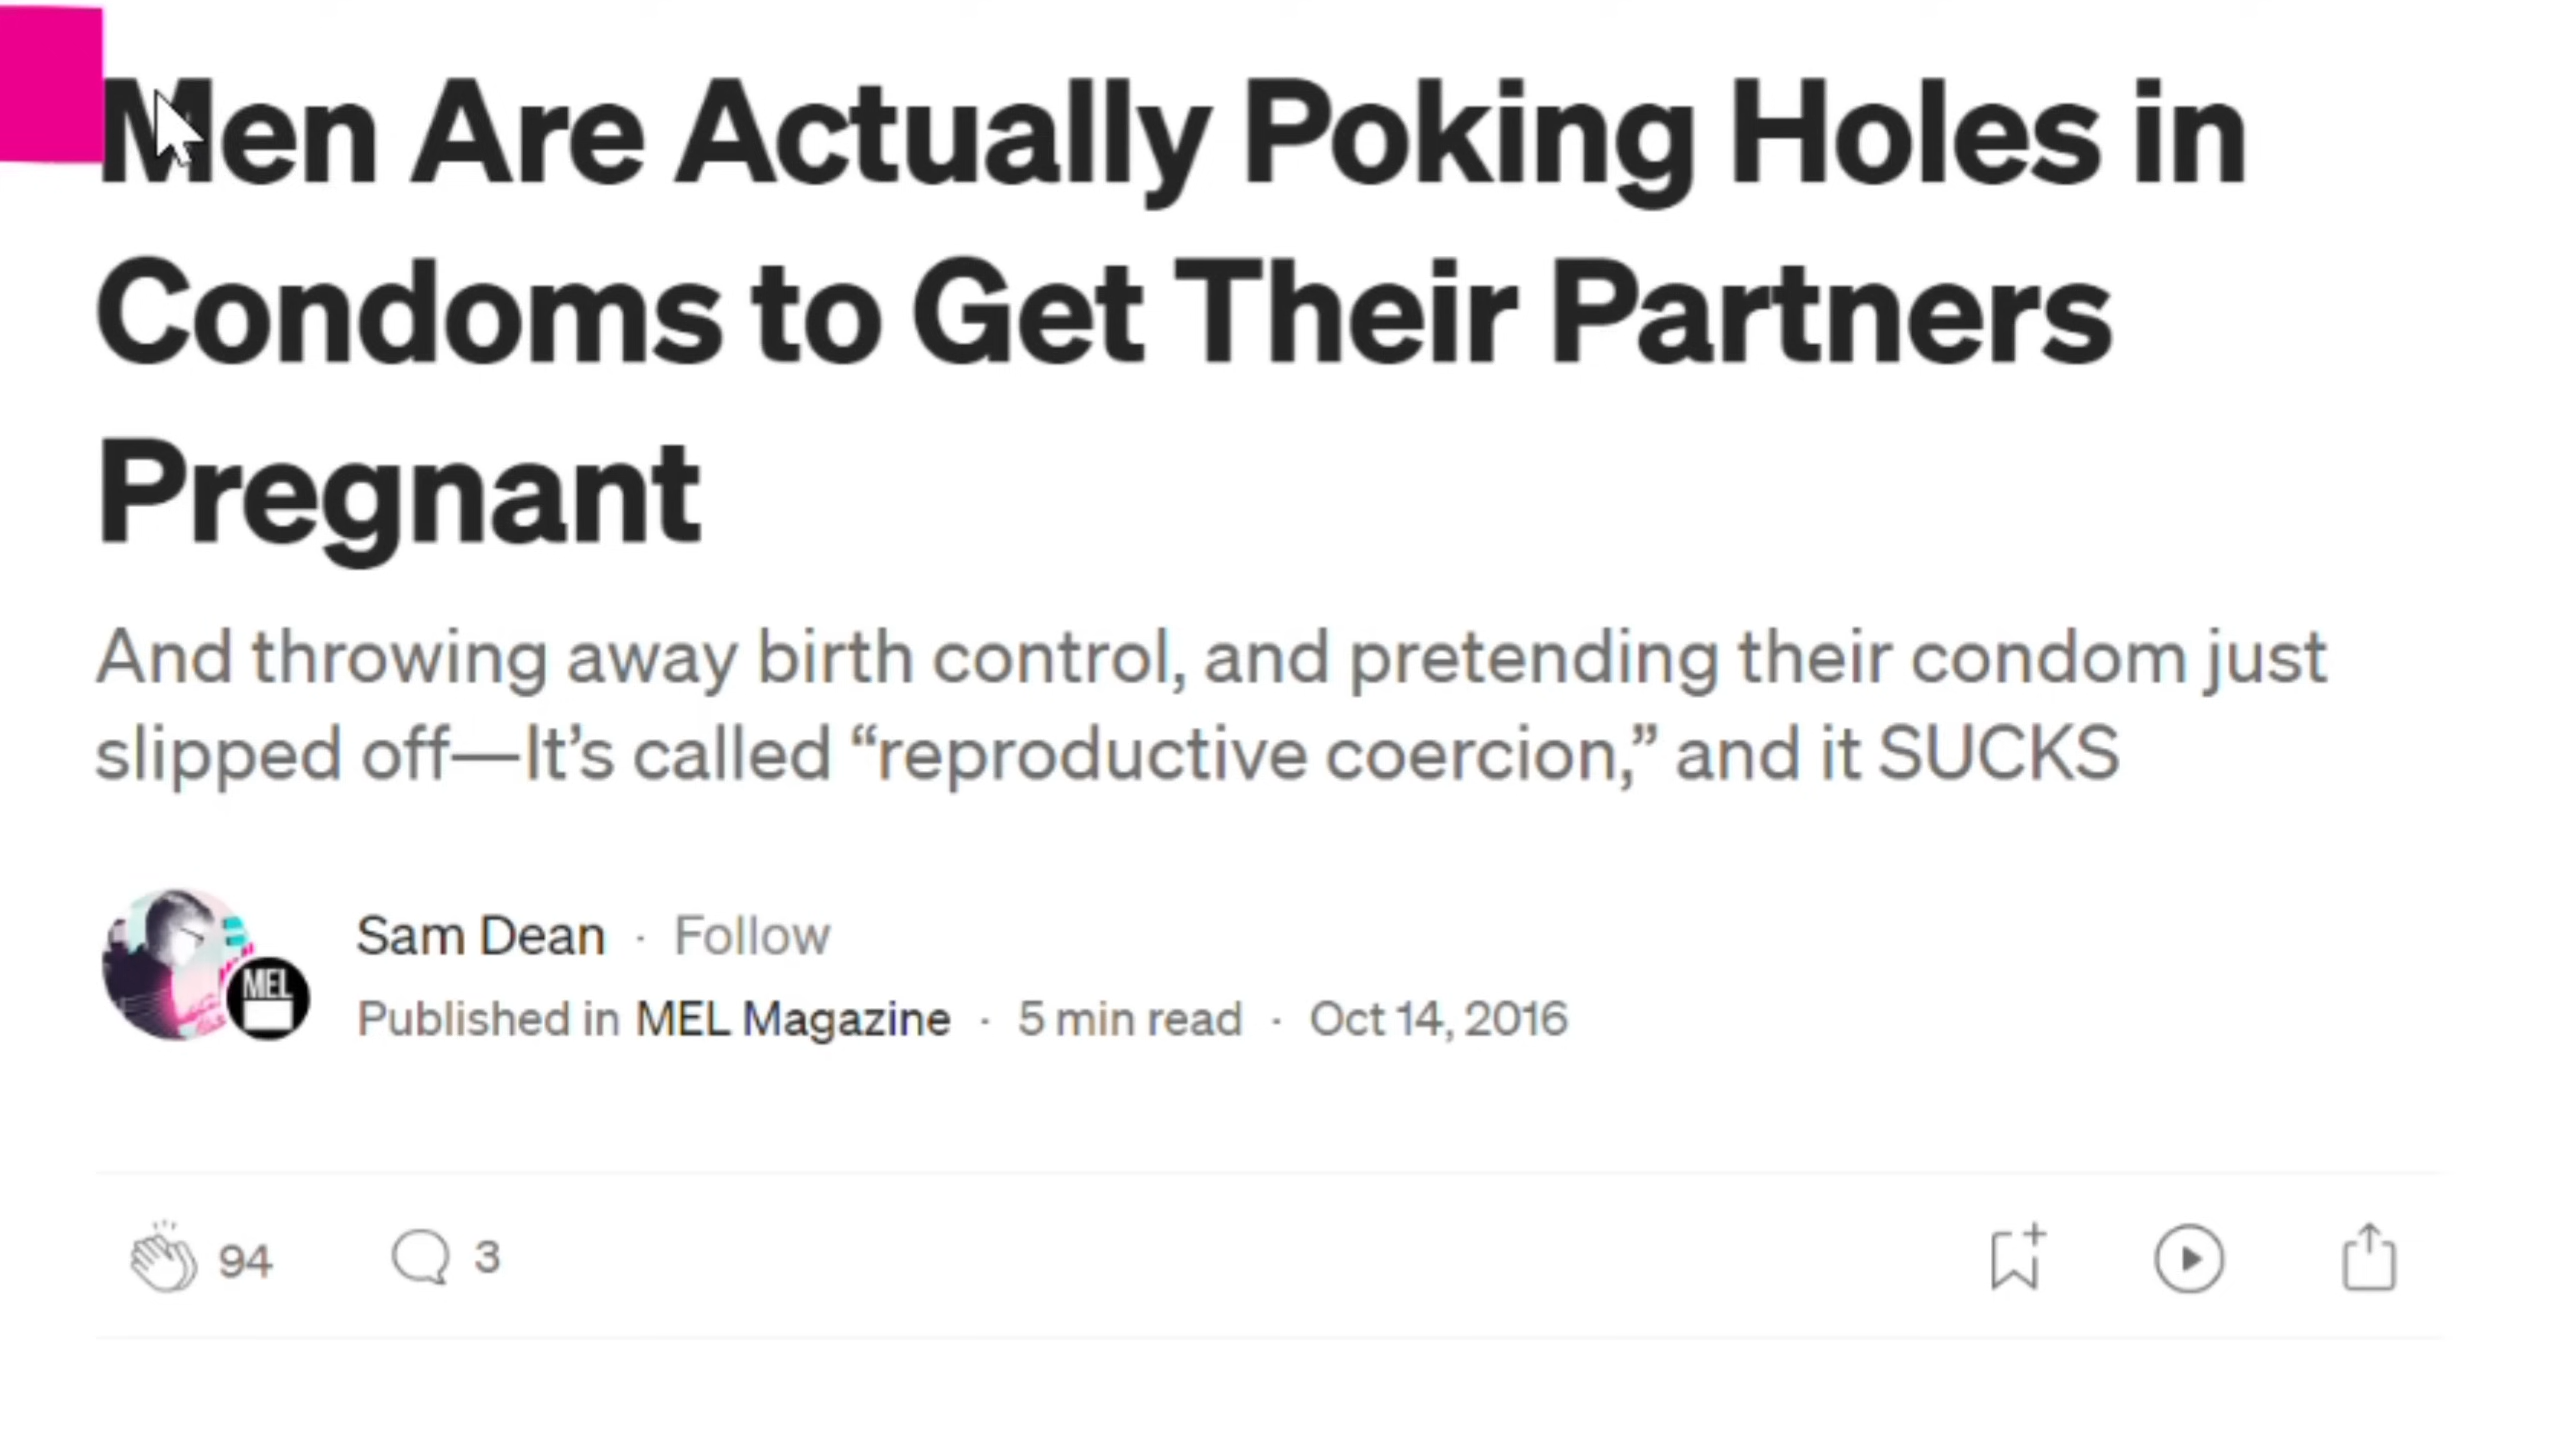 Men Are Actually Poking Holes in
Condoms to Get Their Partners
Pregnant
And throwing away birth control, and pretending their condom just
slipped off—It’s called “reproductive coercion,” and it SUCKS
Sam Dean · Follow
MEL
Published in MEL Magazine · 5 min read · Oct 14, 2016
94 3